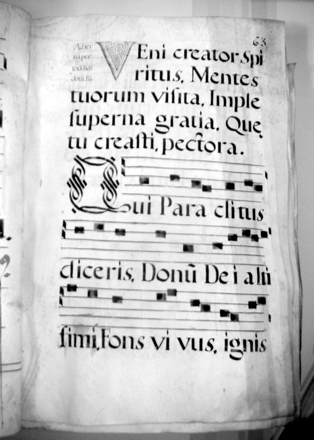 63
VEni creator Spi
ritus, Mentes
tuorum visita, Imple
superna gratia, Que
tu creasti, pectora.
Qui Para clitus
diceris, Donū Dei alti
simi, Fons vi vus, ignis